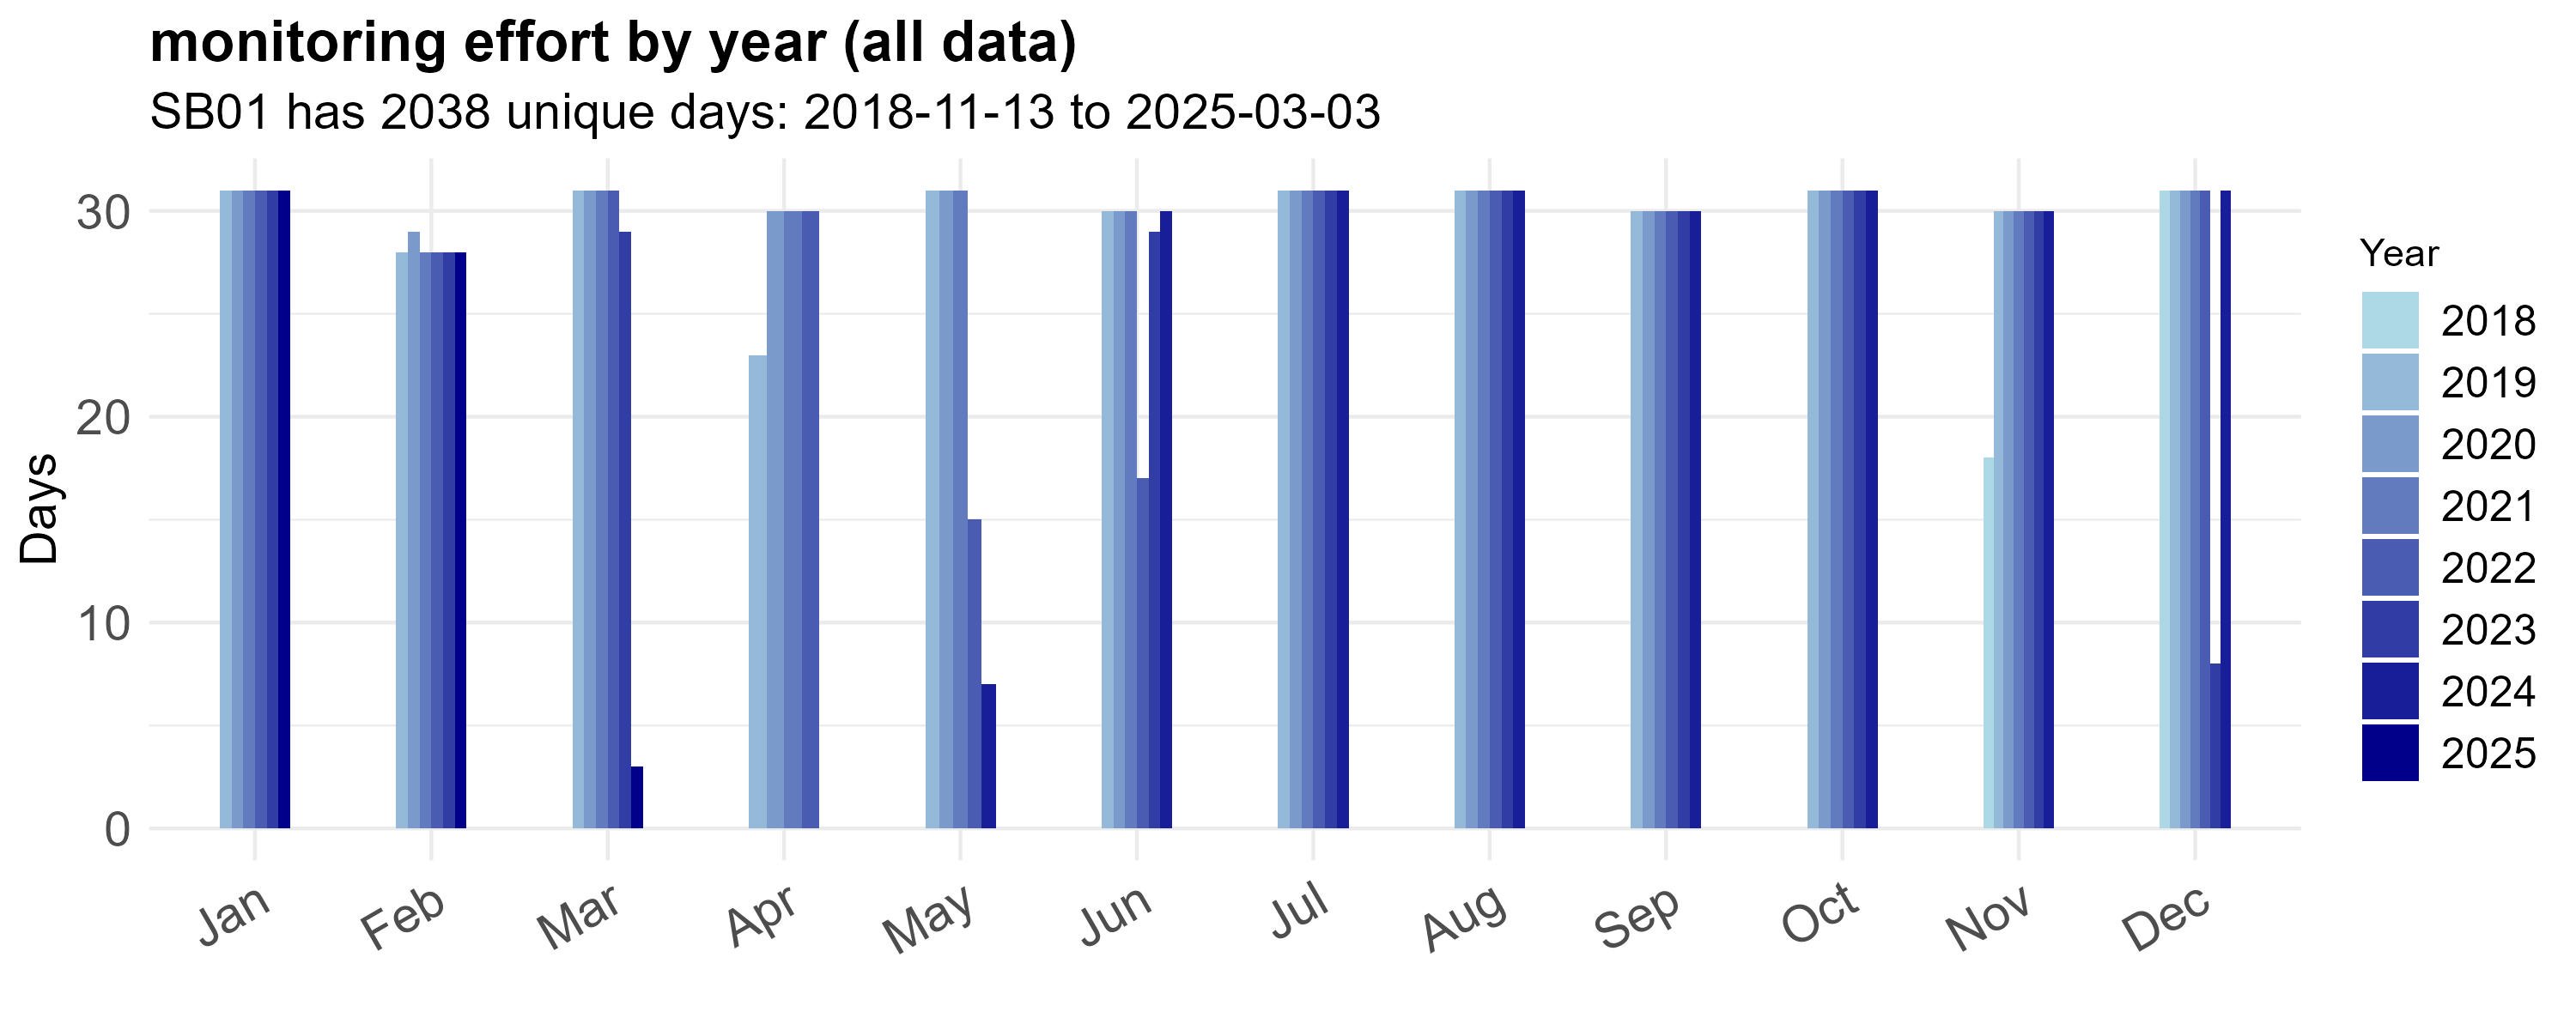 monitoring effort by year (all data)
SB01 has 2038 unique days: 2018-11-13 to 2025-03-03
Days
30
20
10
0
Jan
Feb
Mar
Apr
May
Jun
Jul
Aug
Sep
Oct
Nov
Dec
Year
2018
2019
2020
2021
2022
2023
2024
2025